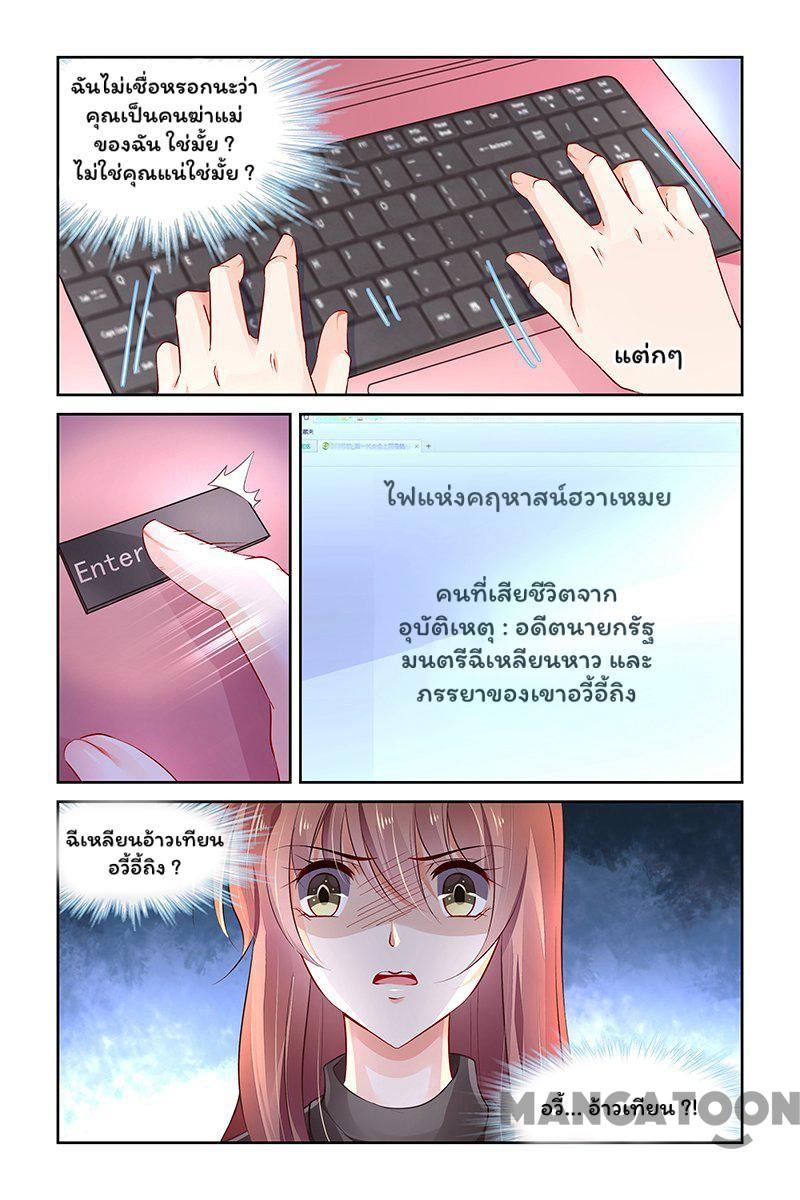 ฉันไม่เชื่อหรอกนะว่า
คุณเป็นคนฆ่าแม่
ของฉัน ใช่มั้ย ?
ไม่ใช่คุณแน่ใช่มั้ย ?
แต่กๆ
Enter
ไฟแห่งคฤหาสน์ฮวาเหมย
คนที่เสียชีวิตจาก
อุบัติเหตุ : อดีตนายกรัฐ
มนตรีฉีเหลียนหาว และ
ภรรยาของเขาอวี้อี้ถิง
ฉีเหลียนอ้าวเทียน
อวี้อี้ถิง ?
อวี้... อ้าวเทียน ?!
MANGATOON